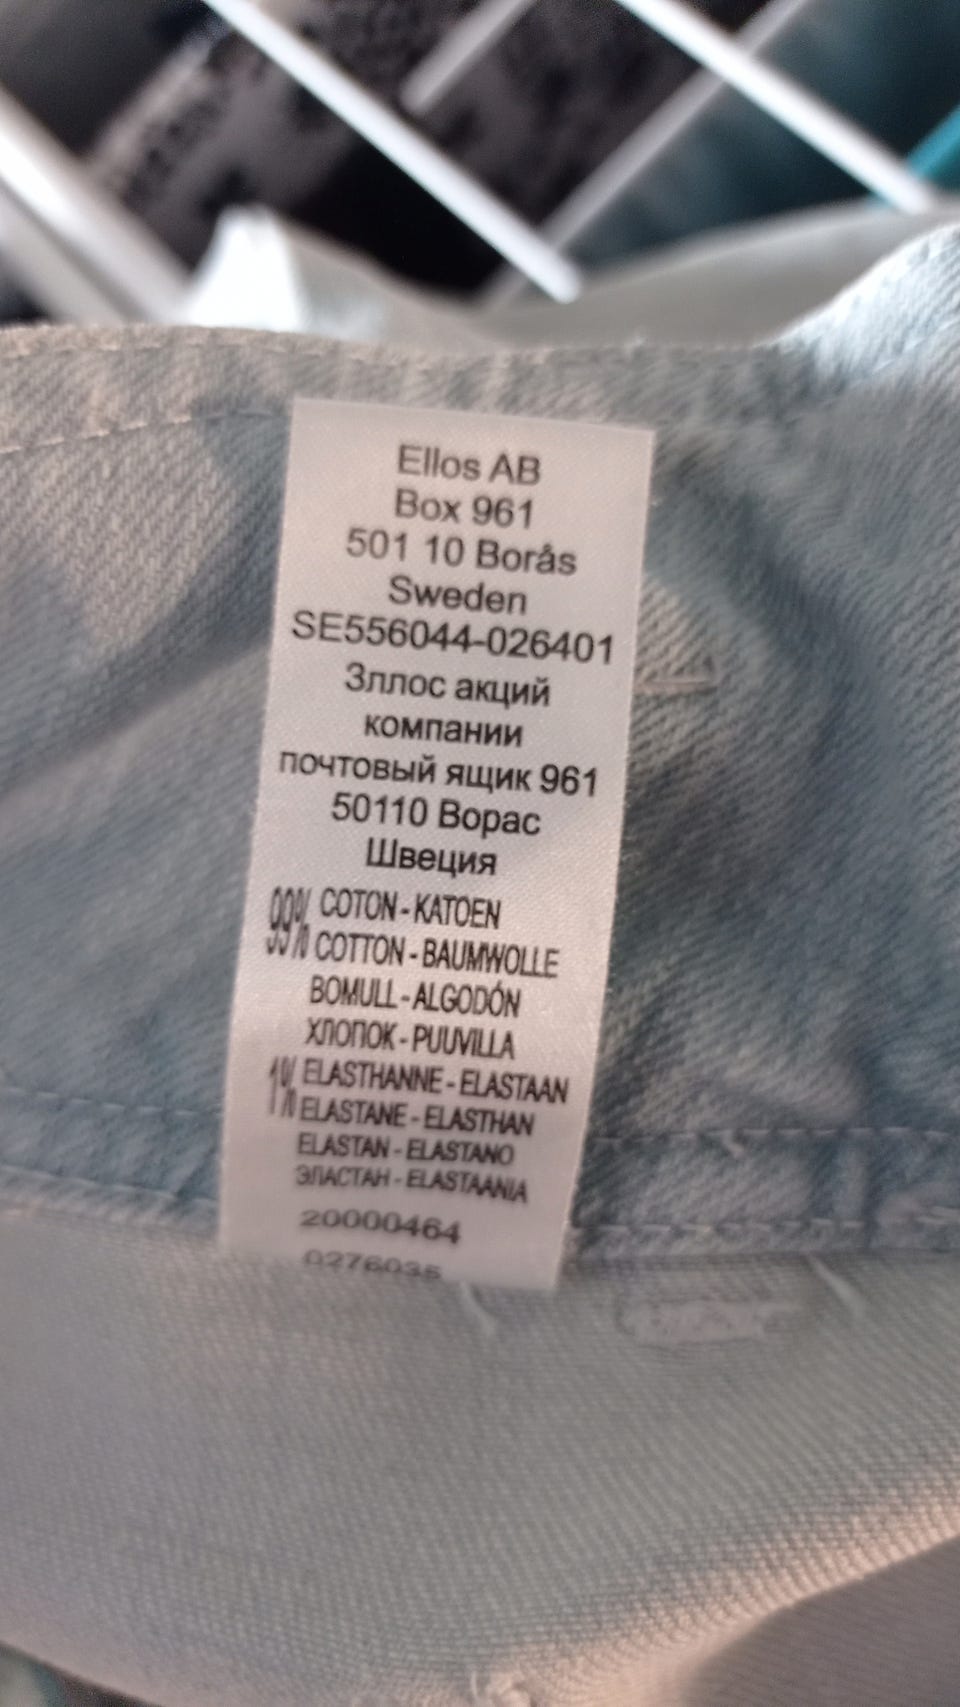 Ellos AB
Box 961
501 10 Borås
Sweden
SE556044-026401
Зллос акций
компании
почтовый ящик 961
50110 Ворас
Швеция
99% COTON - KATOEN
COTTON - BAUMWOLLE
BOMULL - ALGODÓN
ХЛОПОК - PUUVILLA
1% ELASTHANNE - ELASTAAN
ELASTANE - ELASTHAN
ELASTAN - ELASTANO
ЭЛАСТАН - ELASTAANIA
20000464
0276035